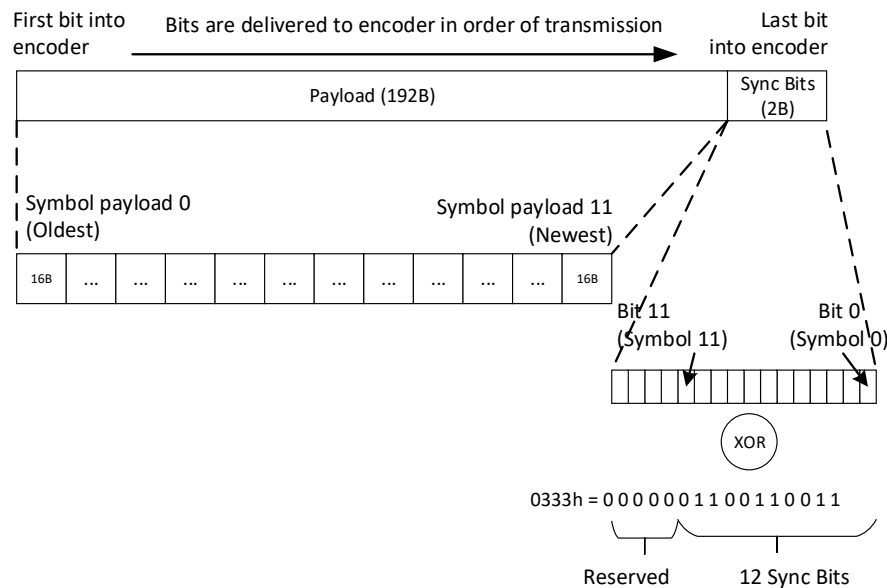 First bit into
encoder
Bits are delivered to encoder in order of transmission
Last bit
into encoder
Payload (192B)
Sync Bits
(2B)
Symbol payload 0
(Oldest)
Symbol payload 11
(Newest)
16B ... ... ... ... ... ... ... ... ... ... 16B
Bit 11
(Symbol 11)
Bit 0
(Symbol 0)
XOR
0333h = 0 0 0 0 0 0 1 1 0 0 1 1 0 0 1 1
Reserved
12 Sync Bits